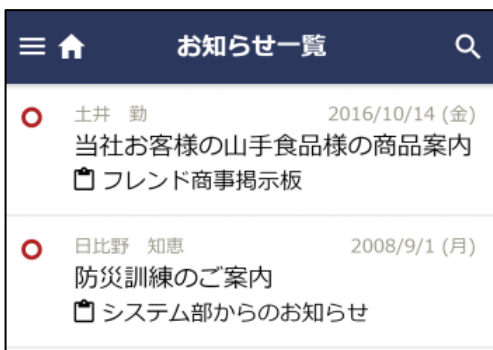 お知らせ一覧
土井 勤 2016/10/14 (金)
当社お客様の山手食品様の商品案内
フレンド商事掲示板
日比野 知恵 2008/9/1 (月)
防災訓練のご案内
システム部からのお知らせ